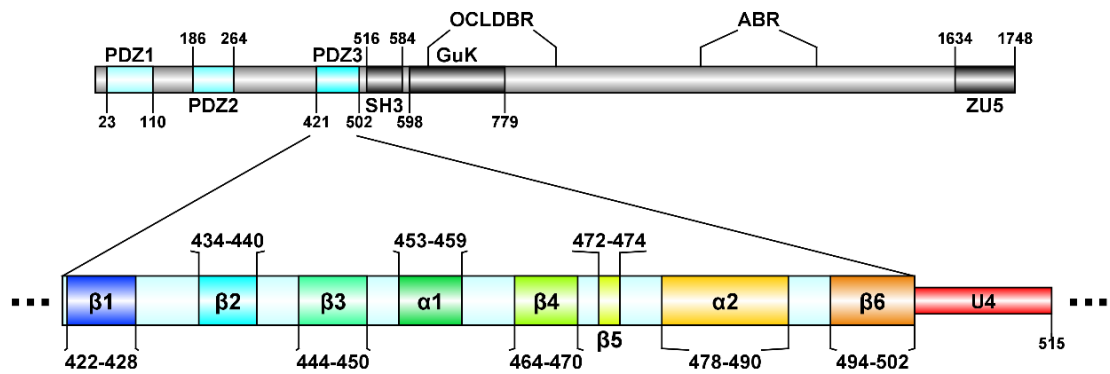 OCLDBR ABR
PDZ1 186 264 PDZ3 516 584 GuK 1634 1748
PDZ2 SH3 ZU5
23 110 421 502 598 779
434-440 453-459 472-474
β1 β2 β3 α1 β4 α2 β6 U4
β5 515
422-428 444-450 464-470 478-490 494-502